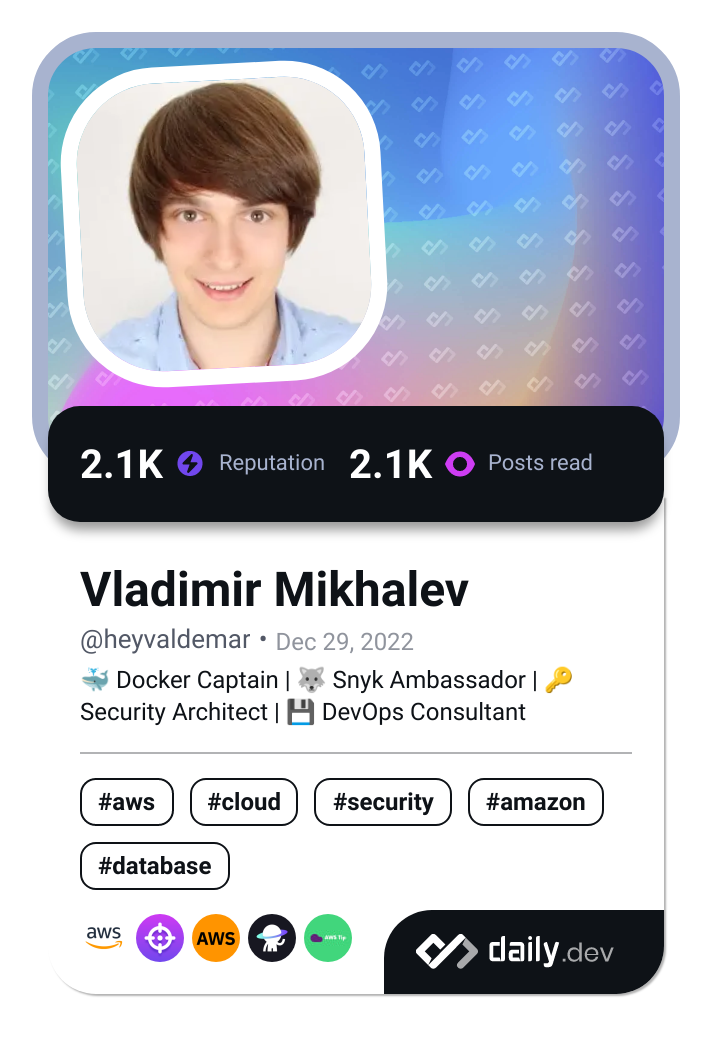 2.1K Reputation 2.1K Posts read
Vladimir Mikhalev
@heyvaldemar • Dec 29, 2022
🐳 Docker Captain | 🐺 Snyk Ambassador | 🔑
Security Architect | 💾 DevOps Consultant
#aws #cloud #security #amazon
#database
aws AWS AWS Tip
daily.dev